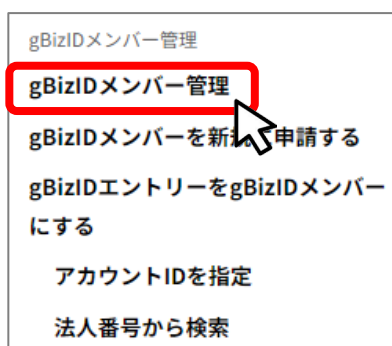 gBizIDメンバー管理
gBizIDメンバー管理
gBizIDメンバーを新規で申請する
gBizIDエントリーをgBizIDメンバー
にする
アカウントIDを指定
法人番号から検索